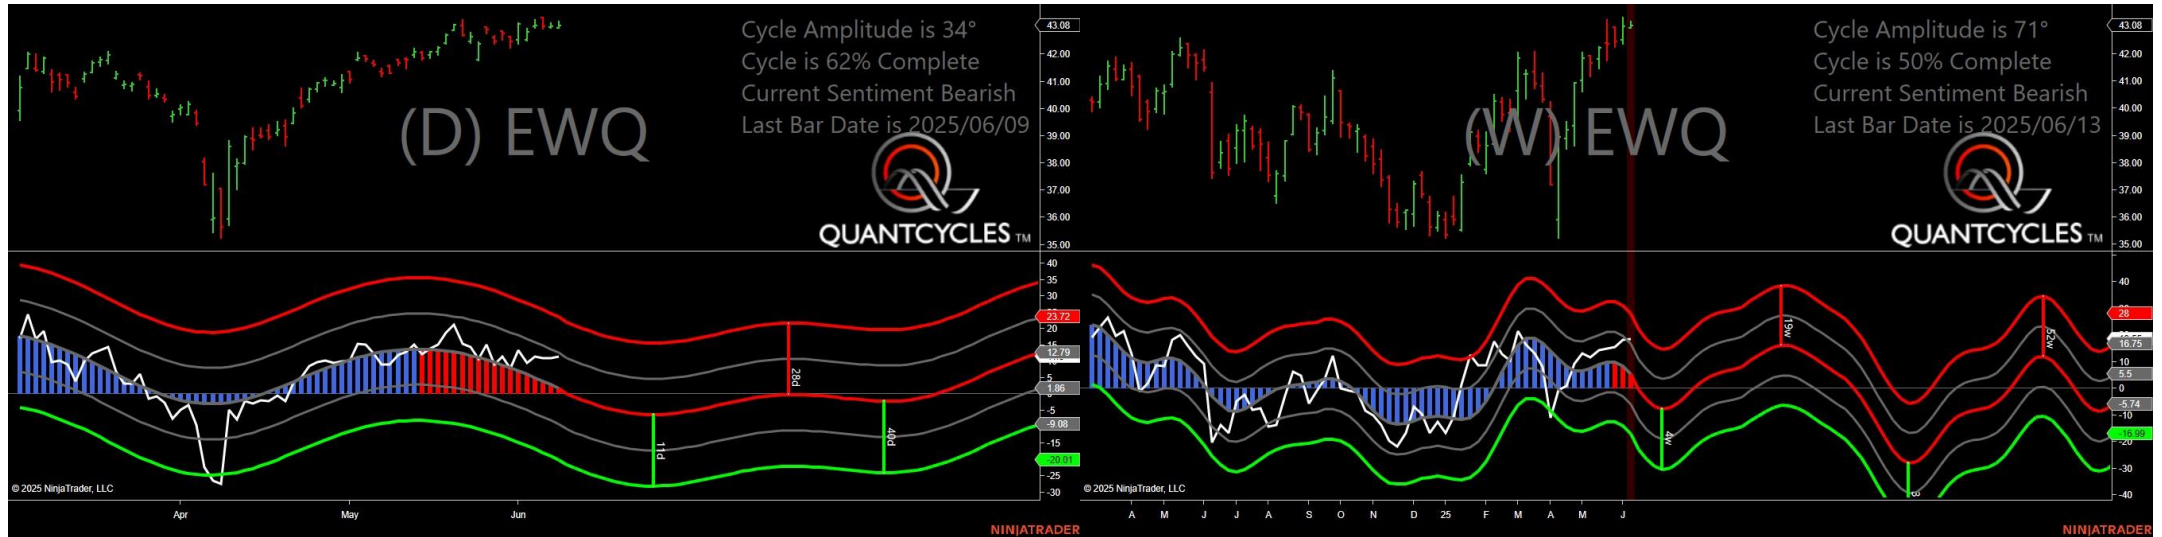 Cycle Amplitude is 34°
Cycle is 62% Complete
Current Sentiment Bearish
Last Bar Date is 2025/06/09
(D) EWQ
QUANTCYCLES TM
43.08
42.00
41.00
40.00
39.00
38.00
37.00
36.00
35.00
40
35
30
23.72
20
12.79
5
1.86
-5
-9.08
-15
-20.01
-25
-30
28d
11d
40d
© 2025 NinjaTrader, LLC
Apr May Jun
NINJATRADER
Cycle Amplitude is 71°
Cycle is 50% Complete
Current Sentiment Bearish
Last Bar Date is 2025/06/13
(W) EWQ
QUANTCYCLES TM
43.08
42.00
41.00
40.00
39.00
38.00
37.00
36.00
35.00
40
28
16.75
10
5.5
0
-5.74
-10
-16.99
-20
-30
-40
19w
52w
4w
© 2025 NinjaTrader, LLC
A M J J A S O N D 25 F M A M J
NINJATRADER